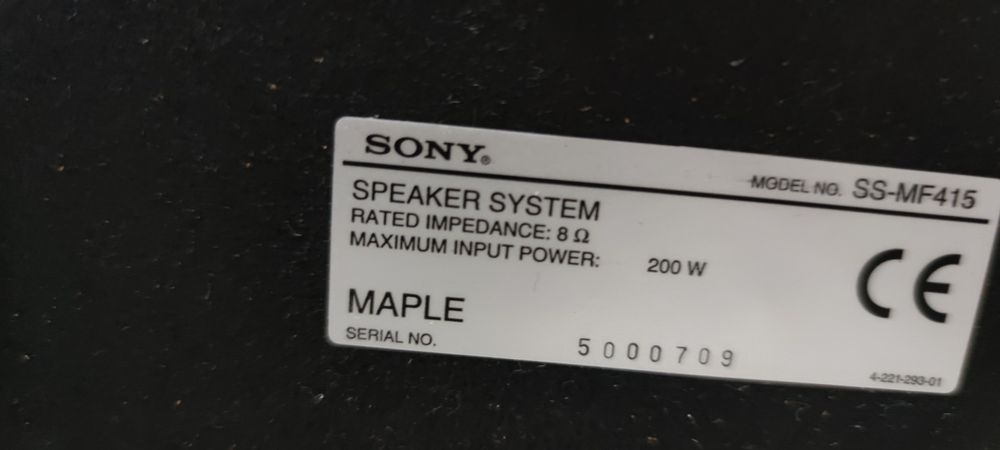 SONY®
MODEL NO. SS-MF415
SPEAKER SYSTEM
RATED IMPEDANCE: 8 Ω
MAXIMUM INPUT POWER: 200 W
CE
MAPLE
SERIAL NO. 5000709
4-221-293-01